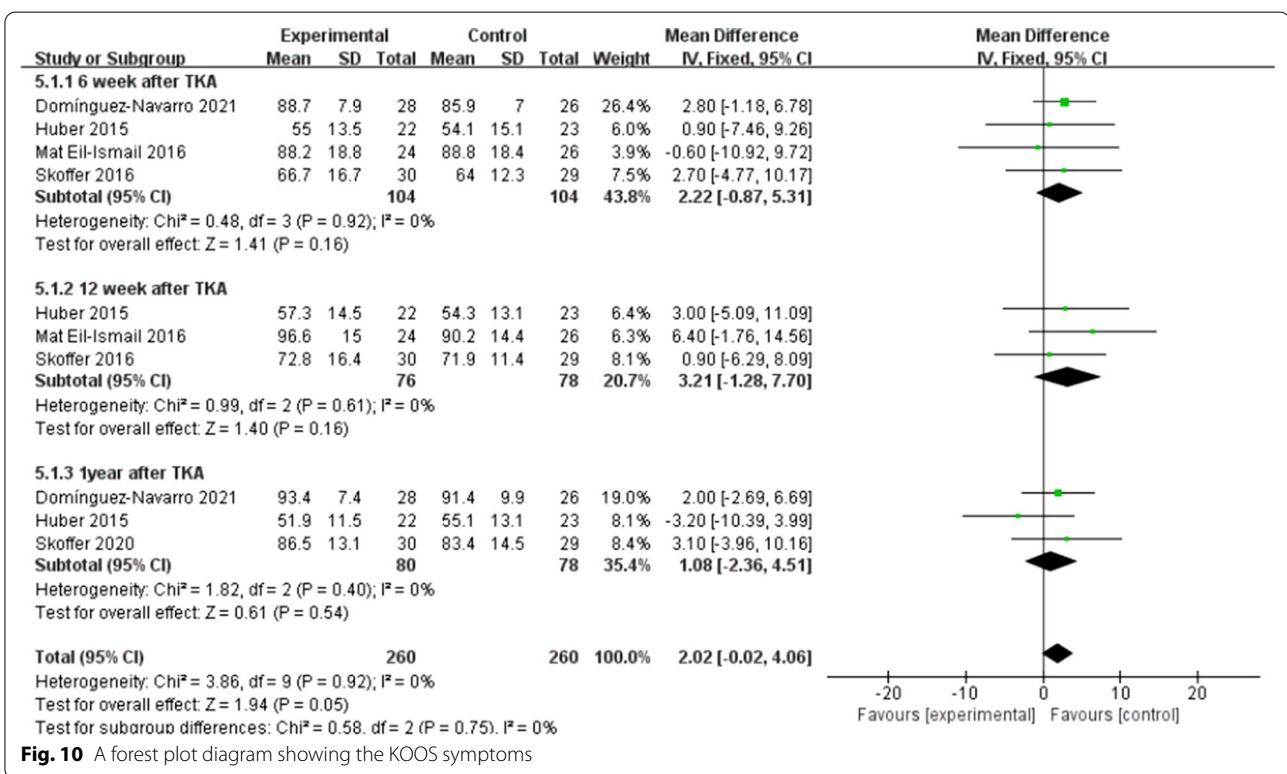 Experimental Control Mean Difference Mean Difference
Study or Subgroup Mean SD Total Mean SD Total Weight IV, Fixed, 95% CI IV, Fixed, 95% CI
5.1.1 6 week after TKA
Domínguez-Navarro 2021 88.7 7.9 28 85.9 7 26 26.4% 2.80 [-1.18, 6.78]
Huber 2015 55 13.5 22 54.1 15.1 23 6.0% 0.90 [-7.46, 9.26]
Mat Eil-Ismail 2016 88.2 18.8 24 88.8 18.4 26 3.9% -0.60 [-10.92, 9.72]
Skoffer 2016 66.7 16.7 30 64 12.3 29 7.5% 2.70 [-4.77, 10.17]
Subtotal (95% CI) 104 104 43.8% 2.22 [-0.87, 5.31]
Heterogeneity: Chi² = 0.48, df = 3 (P = 0.92); I² = 0%
Test for overall effect: Z = 1.41 (P = 0.16)
5.1.2 12 week after TKA
Huber 2015 57.3 14.5 22 54.3 13.1 23 6.4% 3.00 [-5.09, 11.09]
Mat Eil-Ismail 2016 96.6 15 24 90.2 14.4 26 6.3% 6.40 [-1.76, 14.56]
Skoffer 2016 72.8 16.4 30 71.9 11.4 29 8.1% 0.90 [-6.29, 8.09]
Subtotal (95% CI) 76 78 20.7% 3.21 [-1.28, 7.70]
Heterogeneity: Chi² = 0.99, df = 2 (P = 0.61); I² = 0%
Test for overall effect: Z = 1.40 (P = 0.16)
5.1.3 1year after TKA
Domínguez-Navarro 2021 93.4 7.4 28 91.4 9.9 26 19.0% 2.00 [-2.69, 6.69]
Huber 2015 51.9 11.5 22 55.1 13.1 23 8.1% -3.20 [-10.39, 3.99]
Skoffer 2020 86.5 13.1 30 83.4 14.5 29 8.4% 3.10 [-3.96, 10.16]
Subtotal (95% CI) 80 78 35.4% 1.08 [-2.36, 4.51]
Heterogeneity: Chi² = 1.82, df = 2 (P = 0.40); I² = 0%
Test for overall effect: Z = 0.61 (P = 0.54)
Total (95% CI) 260 260 100.0% 2.02 [-0.02, 4.06]
Heterogeneity: Chi² = 3.86, df = 9 (P = 0.92); I² = 0%
Test for overall effect: Z = 1.94 (P = 0.05)
Test for subgroup differences: Chi² = 0.58, df = 2 (P = 0.75), I² = 0%
-20 -10 0 10 20
Favours [experimental] Favours [control]
Fig. 10 A forest plot diagram showing the KOOS symptoms